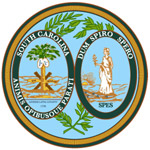 SOUTH CAROLINA
ANIMIS OPIBUSQUE PARATI
DUM SPIRO SPERO
SPES